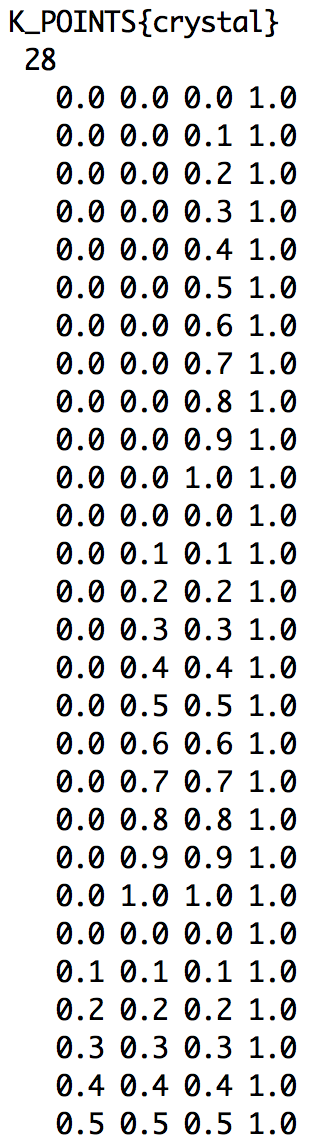 K_POINTS{crystal}
28
0.0 0.0 0.0 1.0
0.0 0.0 0.1 1.0
0.0 0.0 0.2 1.0
0.0 0.0 0.3 1.0
0.0 0.0 0.4 1.0
0.0 0.0 0.5 1.0
0.0 0.0 0.6 1.0
0.0 0.0 0.7 1.0
0.0 0.0 0.8 1.0
0.0 0.0 0.9 1.0
0.0 0.0 1.0 1.0
0.0 0.0 0.0 1.0
0.0 0.1 0.1 1.0
0.0 0.2 0.2 1.0
0.0 0.3 0.3 1.0
0.0 0.4 0.4 1.0
0.0 0.5 0.5 1.0
0.0 0.6 0.6 1.0
0.0 0.7 0.7 1.0
0.0 0.8 0.8 1.0
0.0 0.9 0.9 1.0
0.0 1.0 1.0 1.0
0.0 0.0 0.0 1.0
0.1 0.1 0.1 1.0
0.2 0.2 0.2 1.0
0.3 0.3 0.3 1.0
0.4 0.4 0.4 1.0
0.5 0.5 0.5 1.0